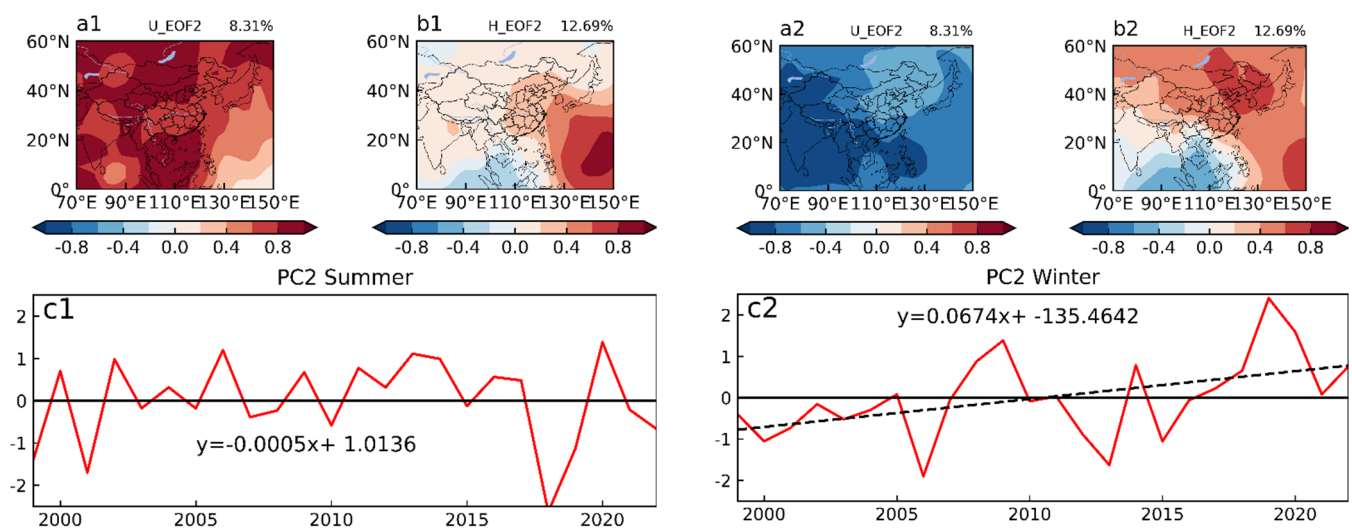 a1 U_EOF2 8.31%
60°N
40°N
20°N
0°
70°E 90°E 110°E 130°E 150°E
-0.8 -0.4 0.0 0.4 0.8
b1 H_EOF2 12.69%
60°N
40°N
20°N
0°
70°E 90°E 110°E 130°E 150°E
-0.8 -0.4 0.0 0.4 0.8
PC2 Summer
c1
2
1
0
-1
-2
y=-0.0005x+ 1.0136
2000 2005 2010 2015 2020
a2 U_EOF2 8.31%
60°N
40°N
20°N
0°
70°E 90°E 110°E 130°E 150°E
-0.8 -0.4 0.0 0.4 0.8
b2 H_EOF2 12.69%
60°N
40°N
20°N
0°
70°E 90°E 110°E 130°E 150°E
-0.8 -0.4 0.0 0.4 0.8
PC2 Winter
c2
y=0.0674x+ -135.4642
2
1
0
-1
-2
2000 2005 2010 2015 2020